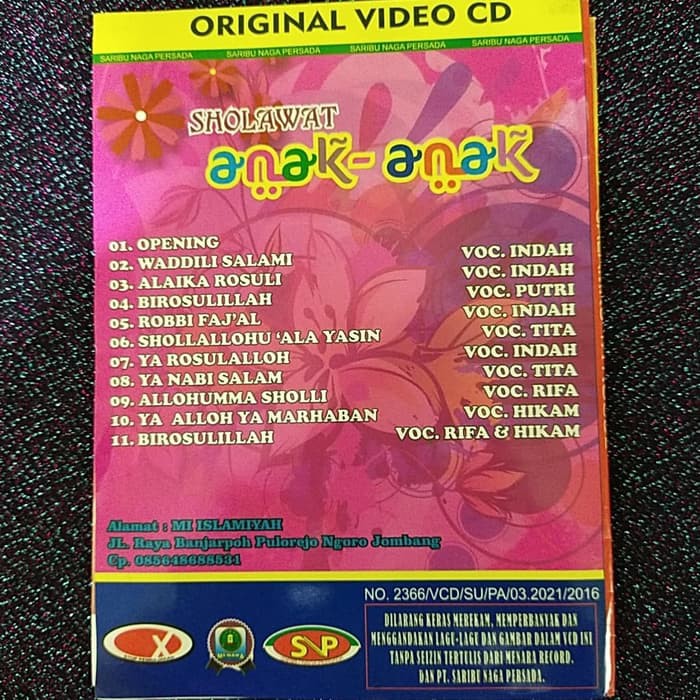 ORIGINAL VIDEO CD
SARIBU NAGA PERSADA SARIBU NAGA PERSADA SARIBU NAGA PERSADA SARIBU NAGA PERSADA
SHOLAWAT
anak-anak
01. OPENING
02. WADDILI SALAMI VOC. INDAH
03. ALAIKA ROSULI VOC. INDAH
04. BIROSULILLAH VOC. PUTRI
05. ROBBI FAJ'AL VOC. INDAH
06. SHOLLALLOHU 'ALA YASIN VOC. TITA
07. YA ROSULALLOH VOC. INDAH
08. YA NABI SALAM VOC. TITA
09. ALLOHUMMA SHOLLI VOC. RIFA
10. YA ALLOH YA MARHABAN VOC. HIKAM
11. BIROSULILLAH VOC. RIFA & HIKAM
Alamat : MI ISLAMIYAH
JL. Raya Banjarpoh Pulorejo Ngoro Jombang
Cp. 085648688531
NO. 2366/VCD/SU/PA/03.2021/2016
DILARANG KERAS MEREKAM, MEMPERBANYAK DAN
MENGGANDAKAN LAGU-LAGU DAN GAMBAR DALAM VCD INI
TANPA SEIZIN TERTULIS DARI MENARA RECORD.
DAN PT. SARIBU NAGA PERSADA.
X
MENARA
SNP